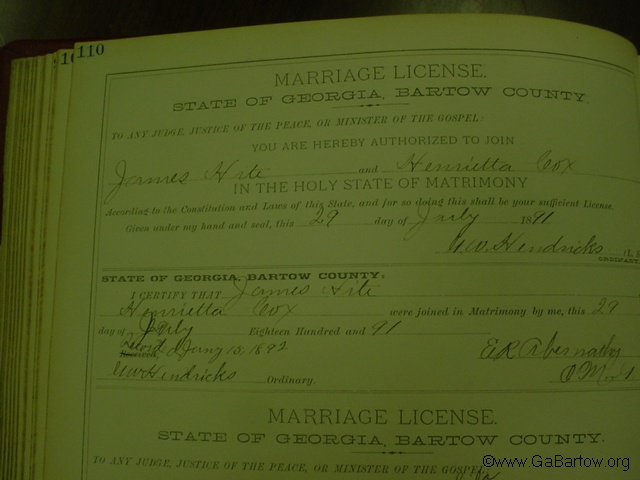 110
MARRIAGE LICENSE.
STATE OF GEORGIA, BARTOW COUNTY.
TO ANY JUDGE, JUSTICE OF THE PEACE, OR MINISTER OF THE GOSPEL:
YOU ARE HEREBY AUTHORIZED TO JOIN
James Hite and Henrietta Cox
IN THE HOLY STATE OF MATRIMONY
According to the Constitution and Laws of this State, and for so doing this shall be your sufficient License.
Given under my hand and seal, this 29 day of July 1891
G.W. Hendricks (L.S
ORDINARY
STATE OF GEORGIA, BARTOW COUNTY:
I CERTIFY THAT James Hite
Henrietta Cox were joined in Matrimony by me, this 29
day of July Eighteen Hundred and 91
Record Jany 13, 1892
E R Abernathy
GW Hendricks Ordinary.
MARRIAGE LICENSE.
STATE OF GEORGIA, BARTOW COUNTY.
TO ANY JUDGE, JUSTICE OF THE PEACE, OR MINISTER OF THE GOSPEL
©www.GaBartow.org